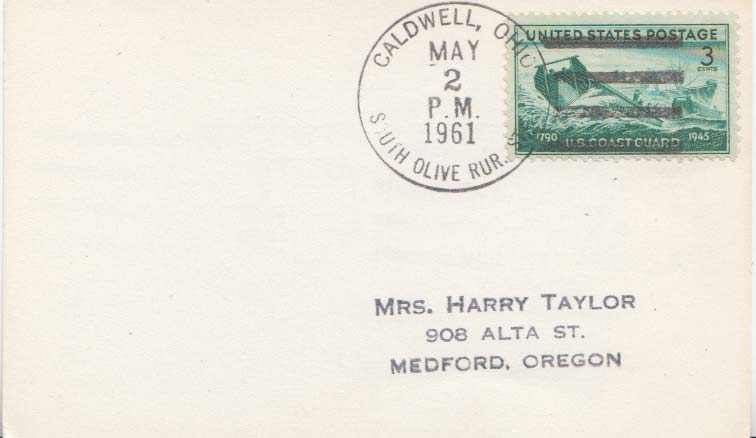 CALDWELL, OHIO
MAY
2
P.M.
1961
SOUTH OLIVE RUR.
UNITED STATES POSTAGE
3
CENTS
1790 1945
U.S. COAST GUARD
MRS. HARRY TAYLOR
908 ALTA ST.
MEDFORD, OREGON